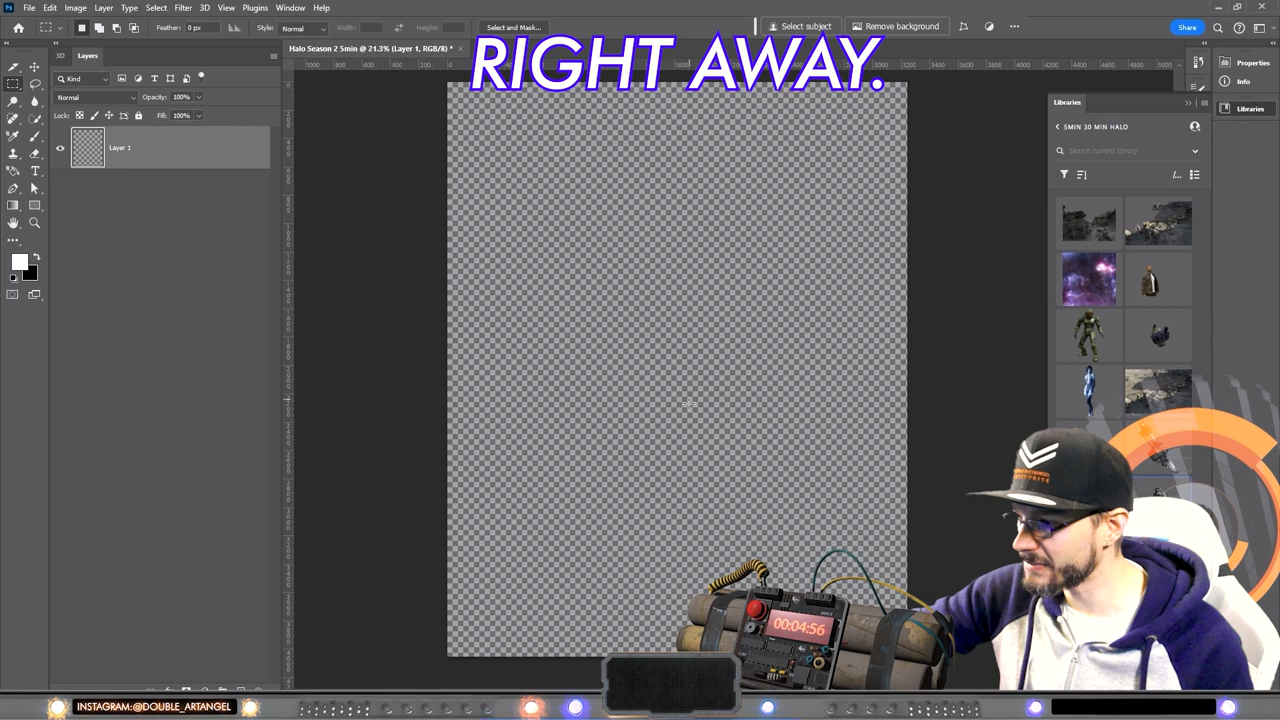 File Edit Image Layer Type Select Filter 3D View Plugins Window Help
Feather: 0 px Style: Normal Width: Height: Select and Mask... Select subject Remove background Share
Halo Season 2 5min @ 21.3% (Layer 1, RGB/8) *
RIGHT AWAY.
3D Layers
Kind
Normal Opacity: 100%
Lock: Fill: 100%
Layer 1
Properties
Info
Libraries
Libraries
5MIN 30 MIN HALO
Search current library
00:04:56
INSTAGRAM:@DOUBLE_ARTANGEL